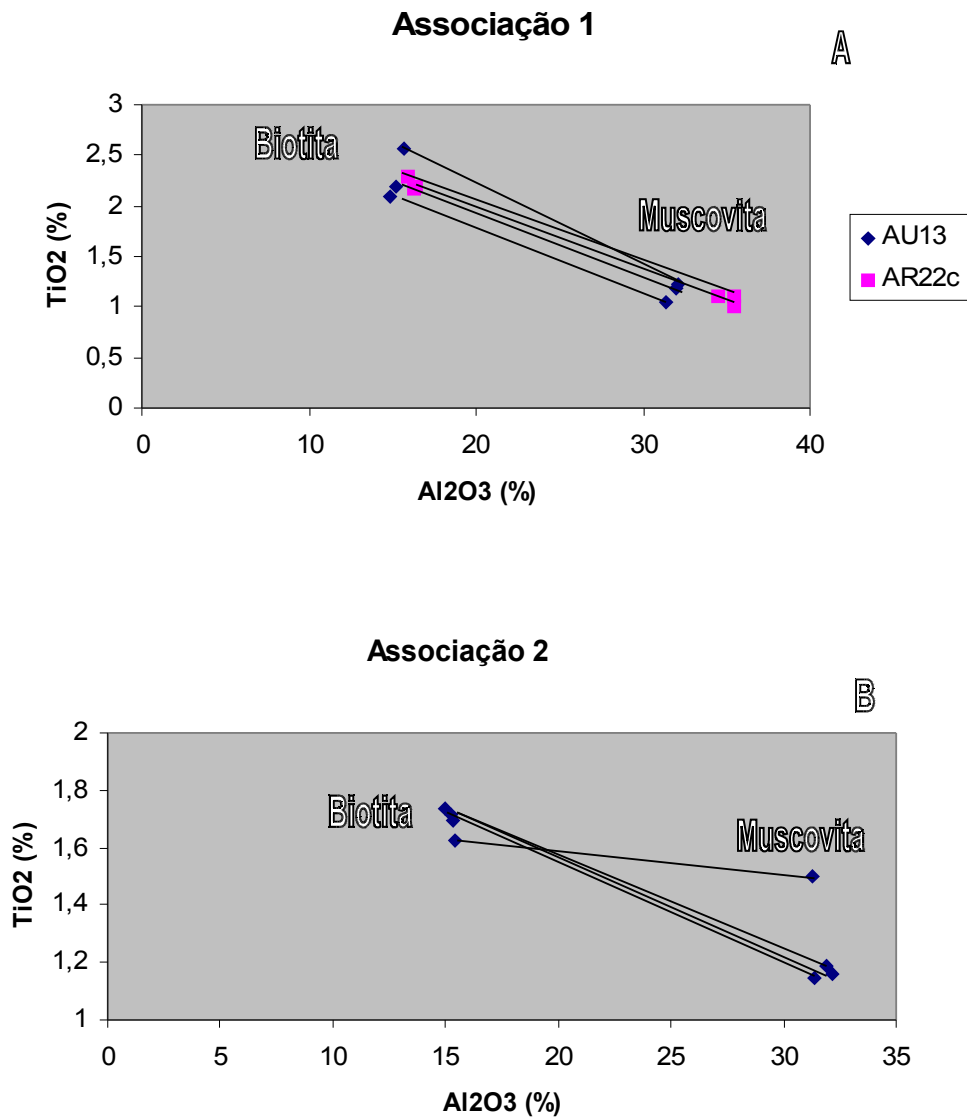 Associação 1
A
3
2,5
2
1,5
1
0,5
0
TiO2 (%)
Biotita
Muscovita
0 10 20 30 40
Al2O3 (%)
AU13
AR22c
Associação 2
B
2
1,8
1,6
1,4
1,2
1
TiO2 (%)
Biotita
Muscovita
0 5 10 15 20 25 30 35
Al2O3 (%)